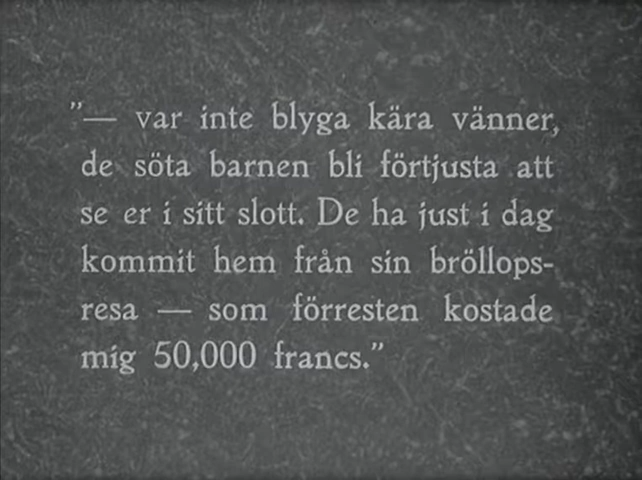 ”— var inte blyga kära vänner,
de söta barnen bli förtjusta att
se er i sitt slott. De ha just i dag
kommit hem från sin bröllops-
resa — som förresten kostade
mig 50,000 francs.”